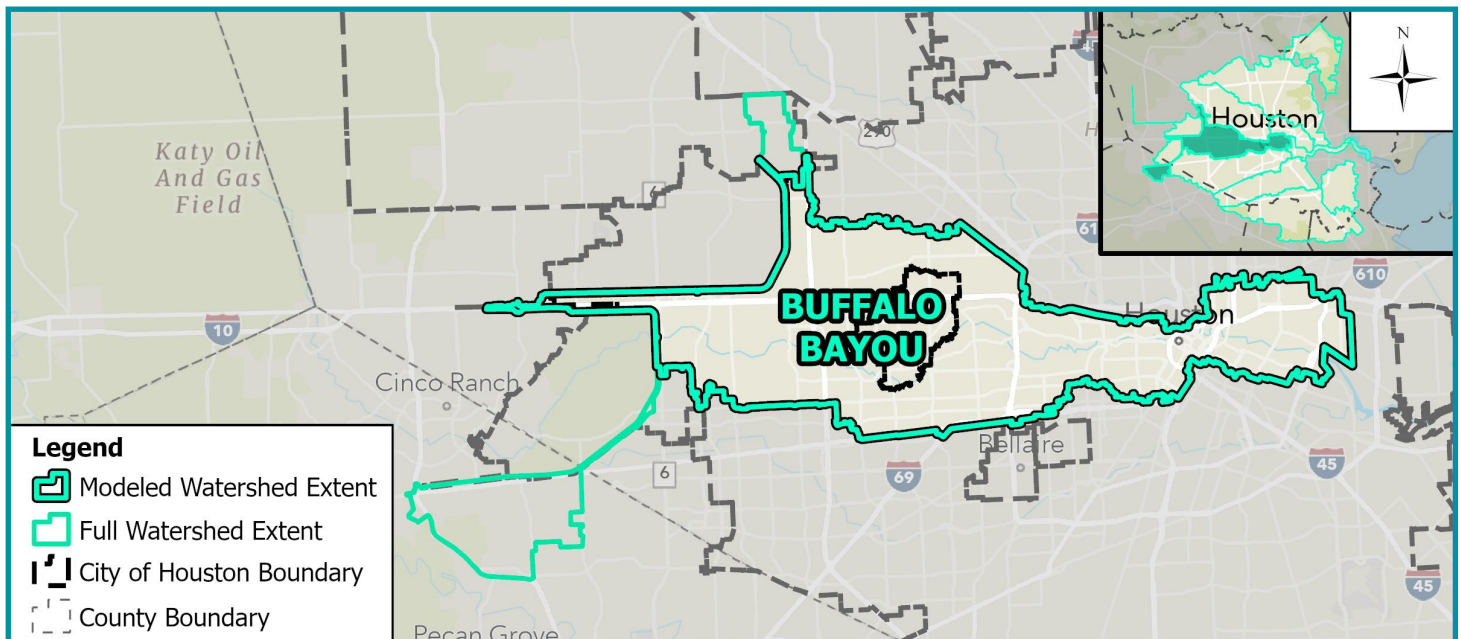 N
Houston
290
Katy Oil
And Gas
Field
6
610
BUFFALO
BAYOU
Houston
10
Cinco Ranch
Bellaire
6
69
45
45
Pecan Grove
Legend
Modeled Watershed Extent
Full Watershed Extent
City of Houston Boundary
County Boundary